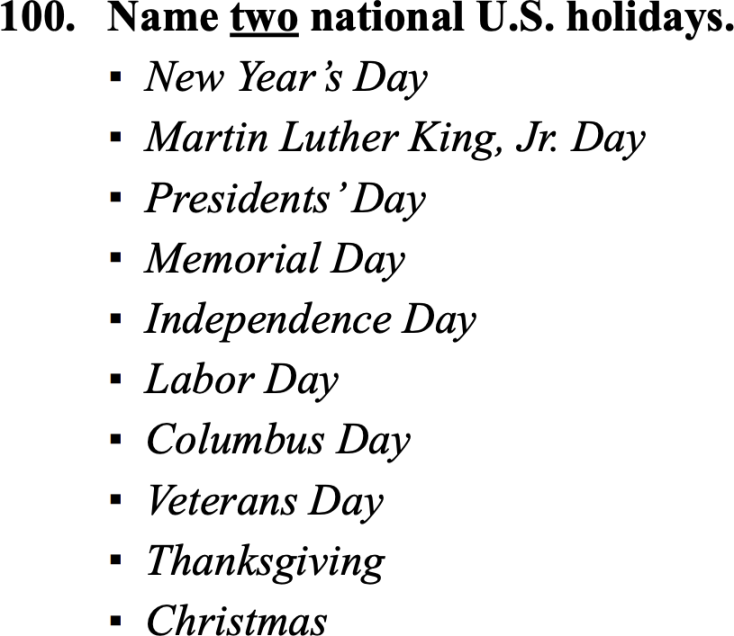 100. Name two national U.S. holidays.
▪ New Year's Day
▪ Martin Luther King, Jr. Day
▪ Presidents' Day
▪ Memorial Day
▪ Independence Day
▪ Labor Day
▪ Columbus Day
▪ Veterans Day
▪ Thanksgiving
▪ Christmas